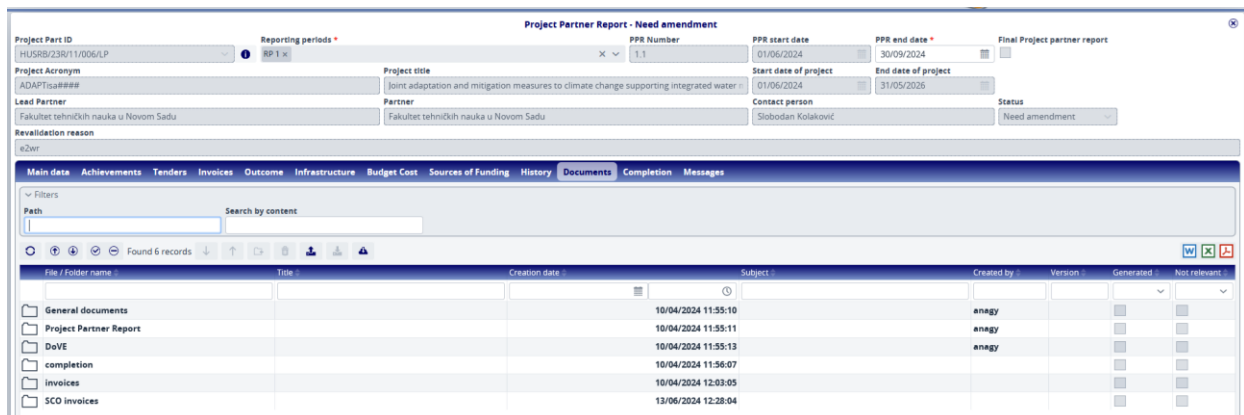 Project Partner Report - Need amendment
Project Part ID Reporting periods * PPR Number PPR start date PPR end date * Final Project partner report
HUSRB/23R/11/006/LP RP 1 × 1.1 01/06/2024 30/09/2024
Project Acronym Project title Start date of project End date of project
ADAPTisa#### Joint adaptation and mitigation measures to climate change supporting integrated water 01/06/2024 31/05/2026
Lead Partner Partner Contact person Status
Fakultet tehničkih nauka u Novom Sadu Fakultet tehničkih nauka u Novom Sadu Slobodan Kolaković Need amendment
Revalidation reason
e2wr
Main data Achievements Tenders Invoices Outcome Infrastructure Budget Cost Sources of Funding History Documents Completion Messages
Filters
Path Search by content
Found 6 records
File / Folder name Title Creation date Subject Created by Version Generated Not relevant
General documents 10/04/2024 11:55:10 anagy
Project Partner Report 10/04/2024 11:55:11 anagy
DoVE 10/04/2024 11:55:13 anagy
completion 10/04/2024 11:56:07
invoices 10/04/2024 12:03:05
SCO invoices 13/06/2024 12:28:04